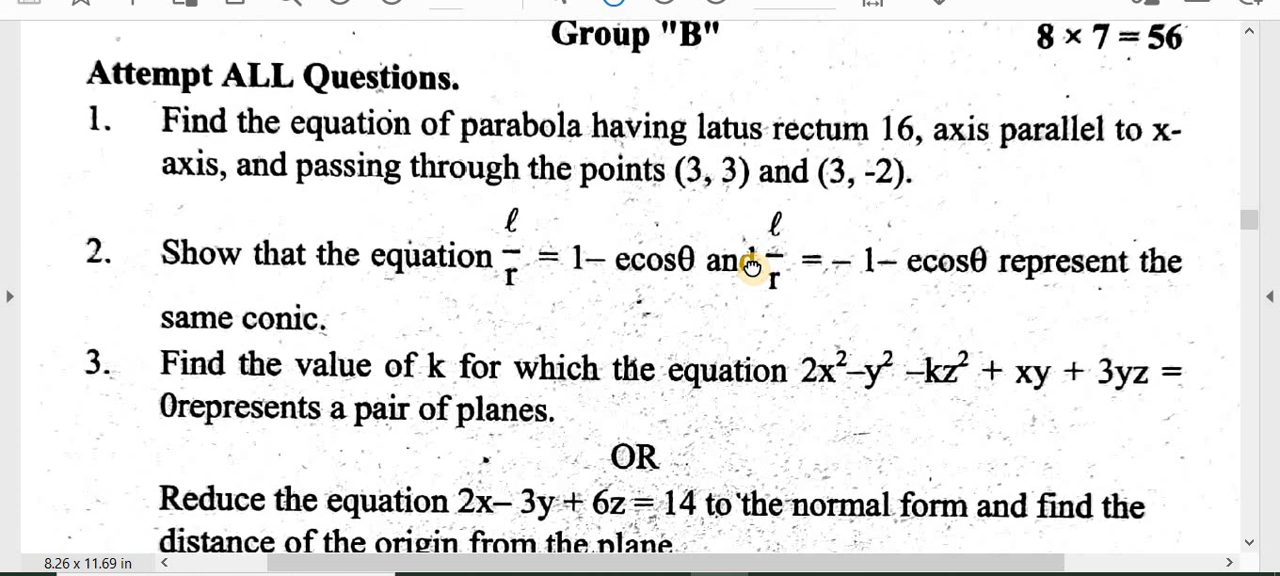 Group "B"
8 × 7 = 56
Attempt ALL Questions.
1. Find the equation of parabola having latus rectum 16, axis parallel to x-
axis, and passing through the points (3, 3) and (3, -2).
2. Show that the equation ℓ/r = 1– ecosθ and ℓ/r = – 1– ecosθ represent the
same conic.
3. Find the value of k for which the equation 2x²–y² –kz² + xy + 3yz =
0represents a pair of planes.
OR
Reduce the equation 2x– 3y + 6z = 14 to the normal form and find the
distance of the origin from the plane
8.26 x 11.69 in